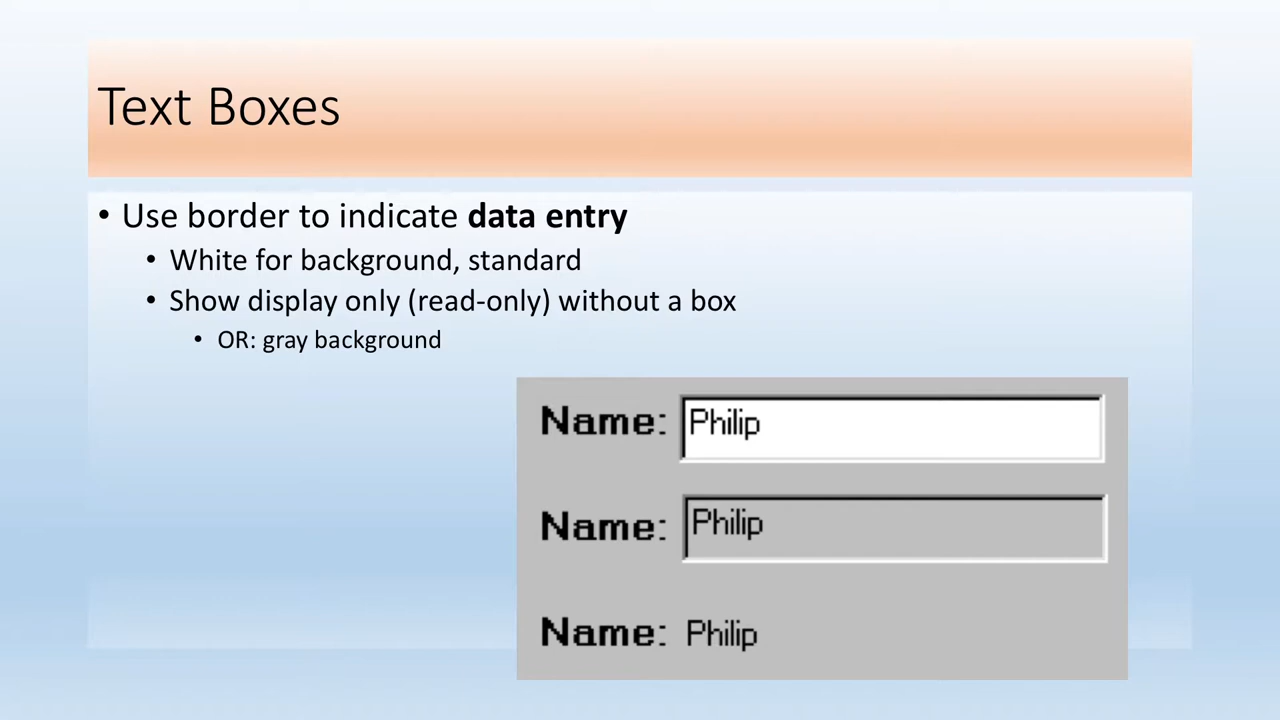 Text Boxes
• Use border to indicate data entry
• White for background, standard
• Show display only (read-only) without a box
• OR: gray background
Name: Philip
Name: Philip
Name: Philip